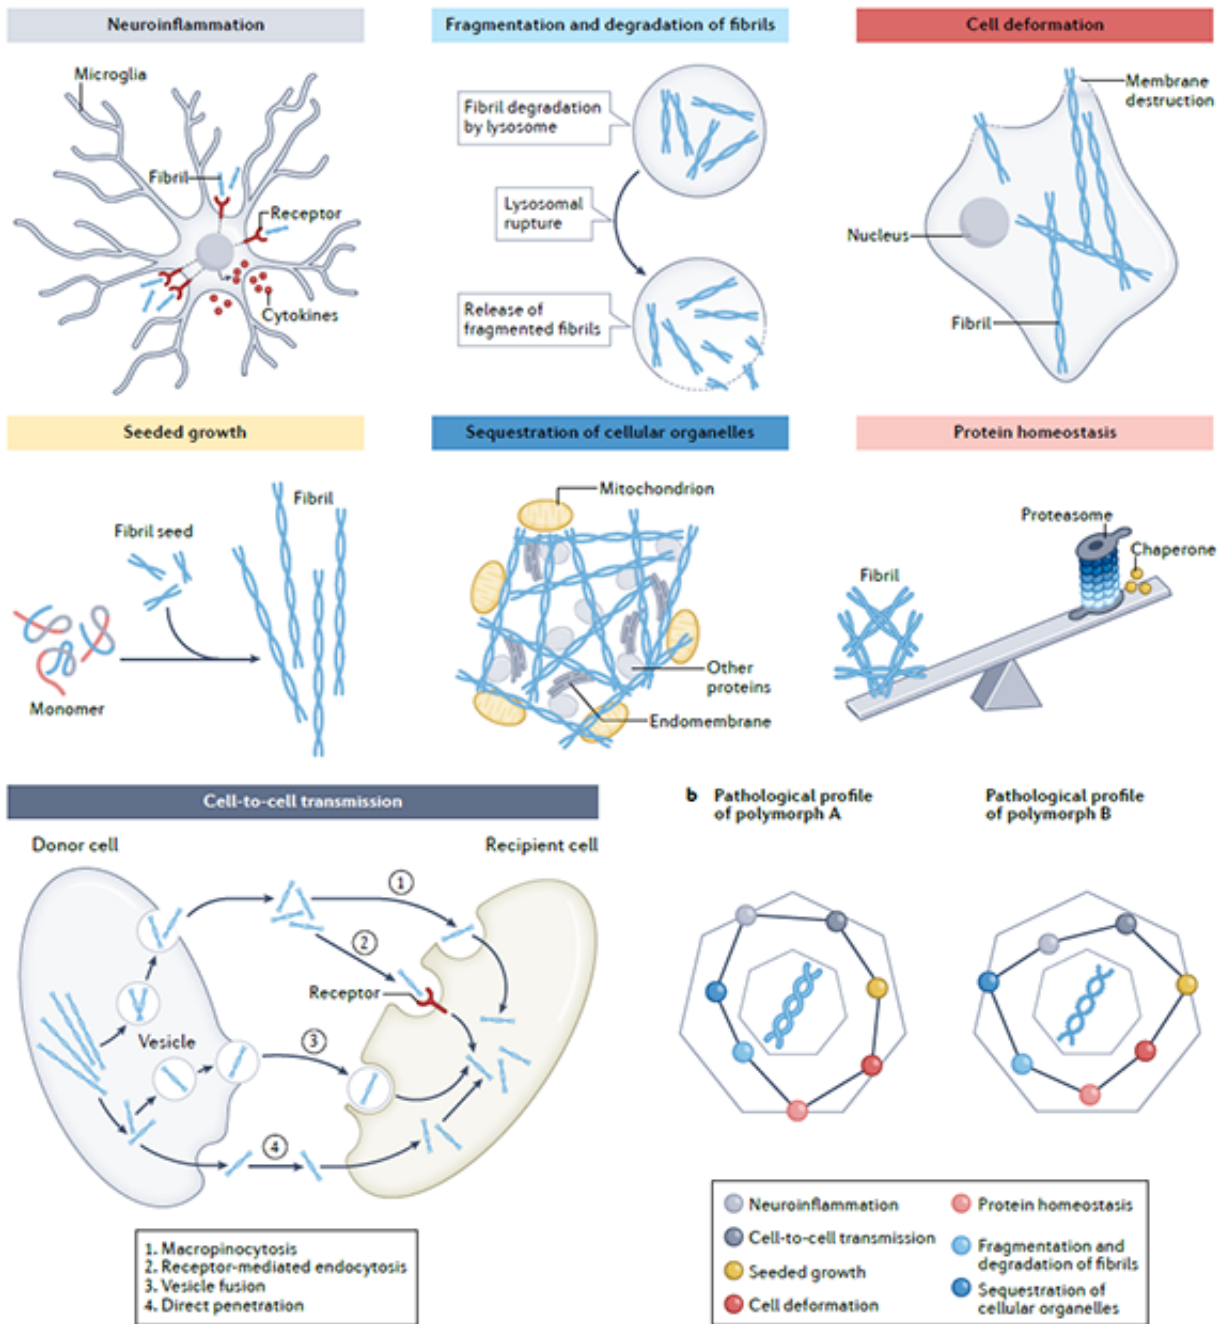 Neuroinflammation
Microglia
Fibril
Receptor
Cytokines
Fragmentation and degradation of fibrils
Fibril degradation
by lysosome
Lysosomal
rupture
Release of
fragmented fibrils
Cell deformation
Membrane
destruction
Nucleus
Fibril
Seeded growth
Fibril
Fibril seed
Monomer
Sequestration of cellular organelles
Mitochondrion
Other
proteins
Endomembrane
Protein homeostasis
Proteasome
Chaperone
Fibril
Cell-to-cell transmission
Donor cell
Recipient cell
1
2
Receptor
Vesicle
3
4
1. Macropinocytosis
2. Receptor-mediated endocytosis
3. Vesicle fusion
4. Direct penetration
b Pathological profile
of polymorph A
Pathological profile
of polymorph B
Neuroinflammation
Cell-to-cell transmission
Seeded growth
Cell deformation
Protein homeostasis
Fragmentation and
degradation of fibrils
Sequestration of
cellular organelles